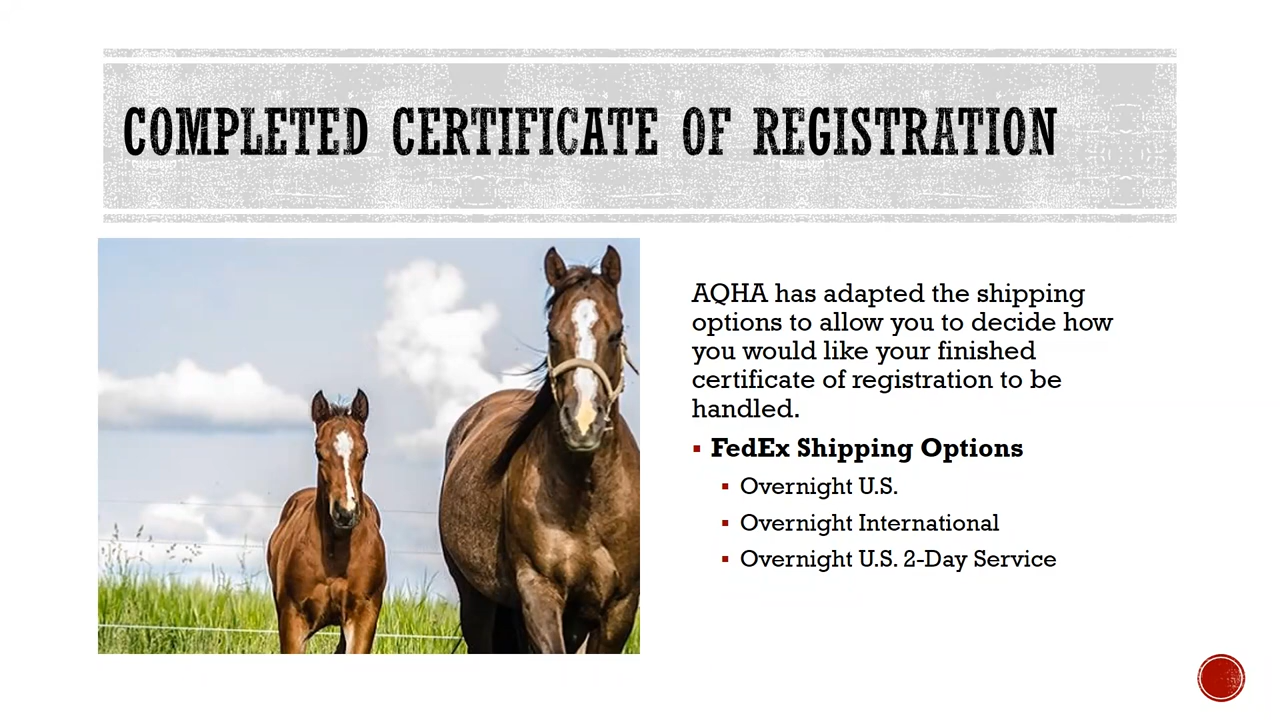 COMPLETED CERTIFICATE OF REGISTRATION
AQHA has adapted the shipping
options to allow you to decide how
you would like your finished
certificate of registration to be
handled.
FedEx Shipping Options
Overnight U.S.
Overnight International
Overnight U.S. 2-Day Service